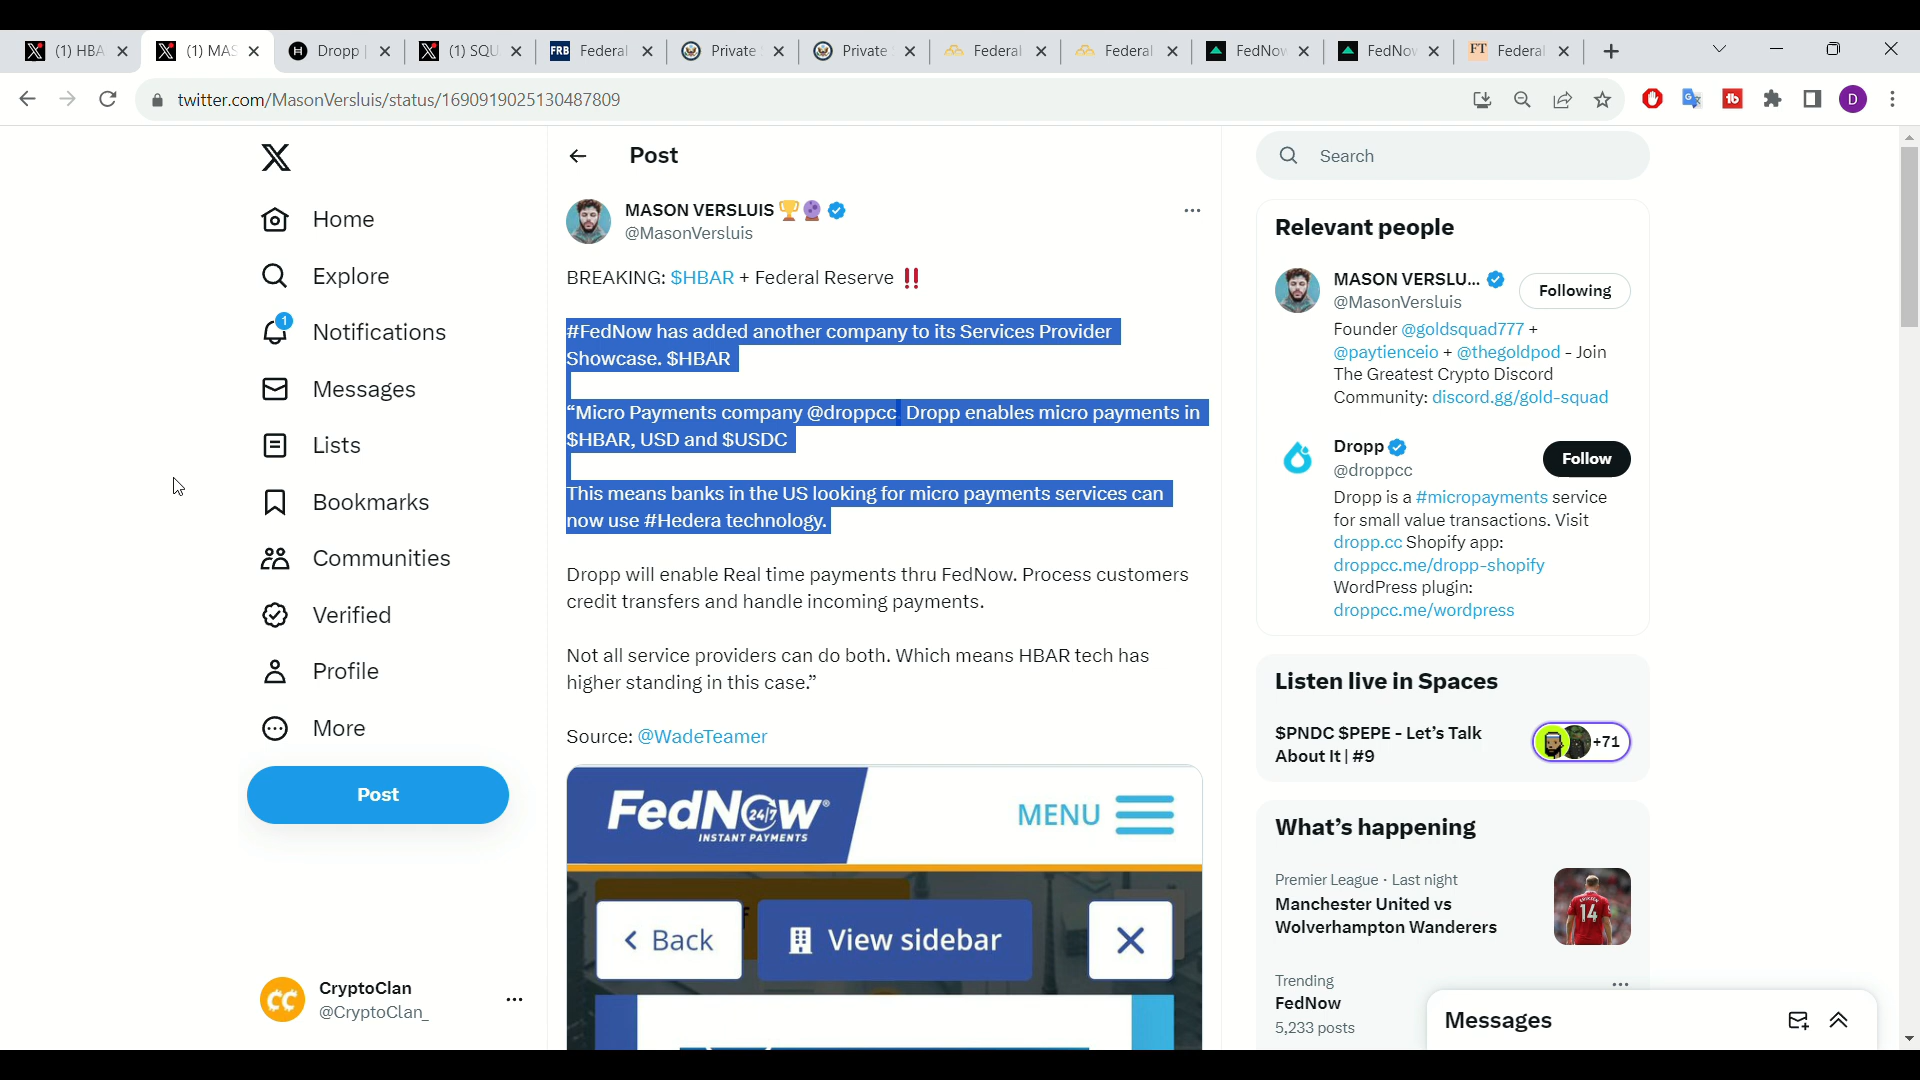 (1) HBA
(1) MAS
Dropp |
(1) SQU
FRB Federal
Private
Private
Federal
Federal
FedNow
FedNov
FT Federal
twitter.com/MasonVersluis/status/1690919025130487809
D
X
Home
Explore
1
Notifications
Messages
Lists
Bookmarks
Communities
Verified
Profile
More
Post
CC
CryptoClan
@CryptoClan_
Post
MASON VERSLUIS
@MasonVersluis
BREAKING: $HBAR + Federal Reserve ‼️
#FedNow has added another company to its Services Provider
Showcase. $HBAR
“Micro Payments company @droppcc Dropp enables micro payments in
$HBAR, USD and $USDC
This means banks in the US looking for micro payments services can
now use #Hedera technology.
Dropp will enable Real time payments thru FedNow. Process customers
credit transfers and handle incoming payments.
Not all service providers can do both. Which means HBAR tech has
higher standing in this case.”
Source: @WadeTeamer
FedNow®
24/7
INSTANT PAYMENTS
MENU
Back
View sidebar
Search
Relevant people
MASON VERSLU...
@MasonVersluis
Following
Founder @goldsquad777 +
@paytienceio + @thegoldpod - Join
The Greatest Crypto Discord
Community: discord.gg/gold-squad
Dropp
@droppcc
Follow
Dropp is a #micropayments service
for small value transactions. Visit
dropp.cc Shopify app:
droppcc.me/dropp-shopify
WordPress plugin:
droppcc.me/wordpress
Listen live in Spaces
$PNDC $PEPE - Let’s Talk
About It | #9
+71
What’s happening
Premier League · Last night
Manchester United vs
Wolverhampton Wanderers
14
Trending
FedNow
5,233 posts
Messages